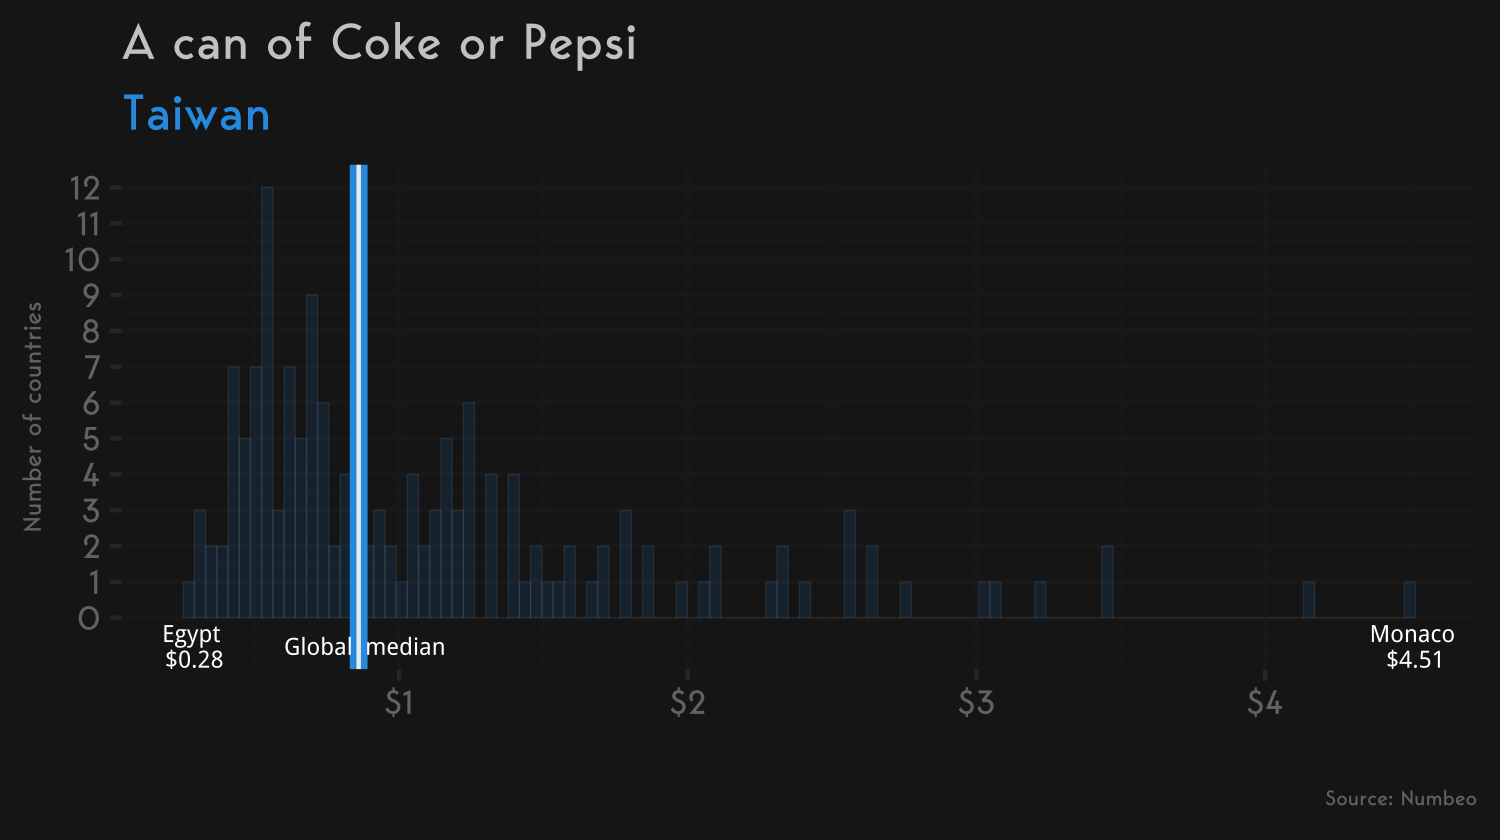 A can of Coke or Pepsi
Taiwan
Number of countries
12
11
10
9
8
7
6
5
4
3
2
1
0
Egypt
$0.28
Global median
Monaco
$4.51
$1
$2
$3
$4
Source: Numbeo